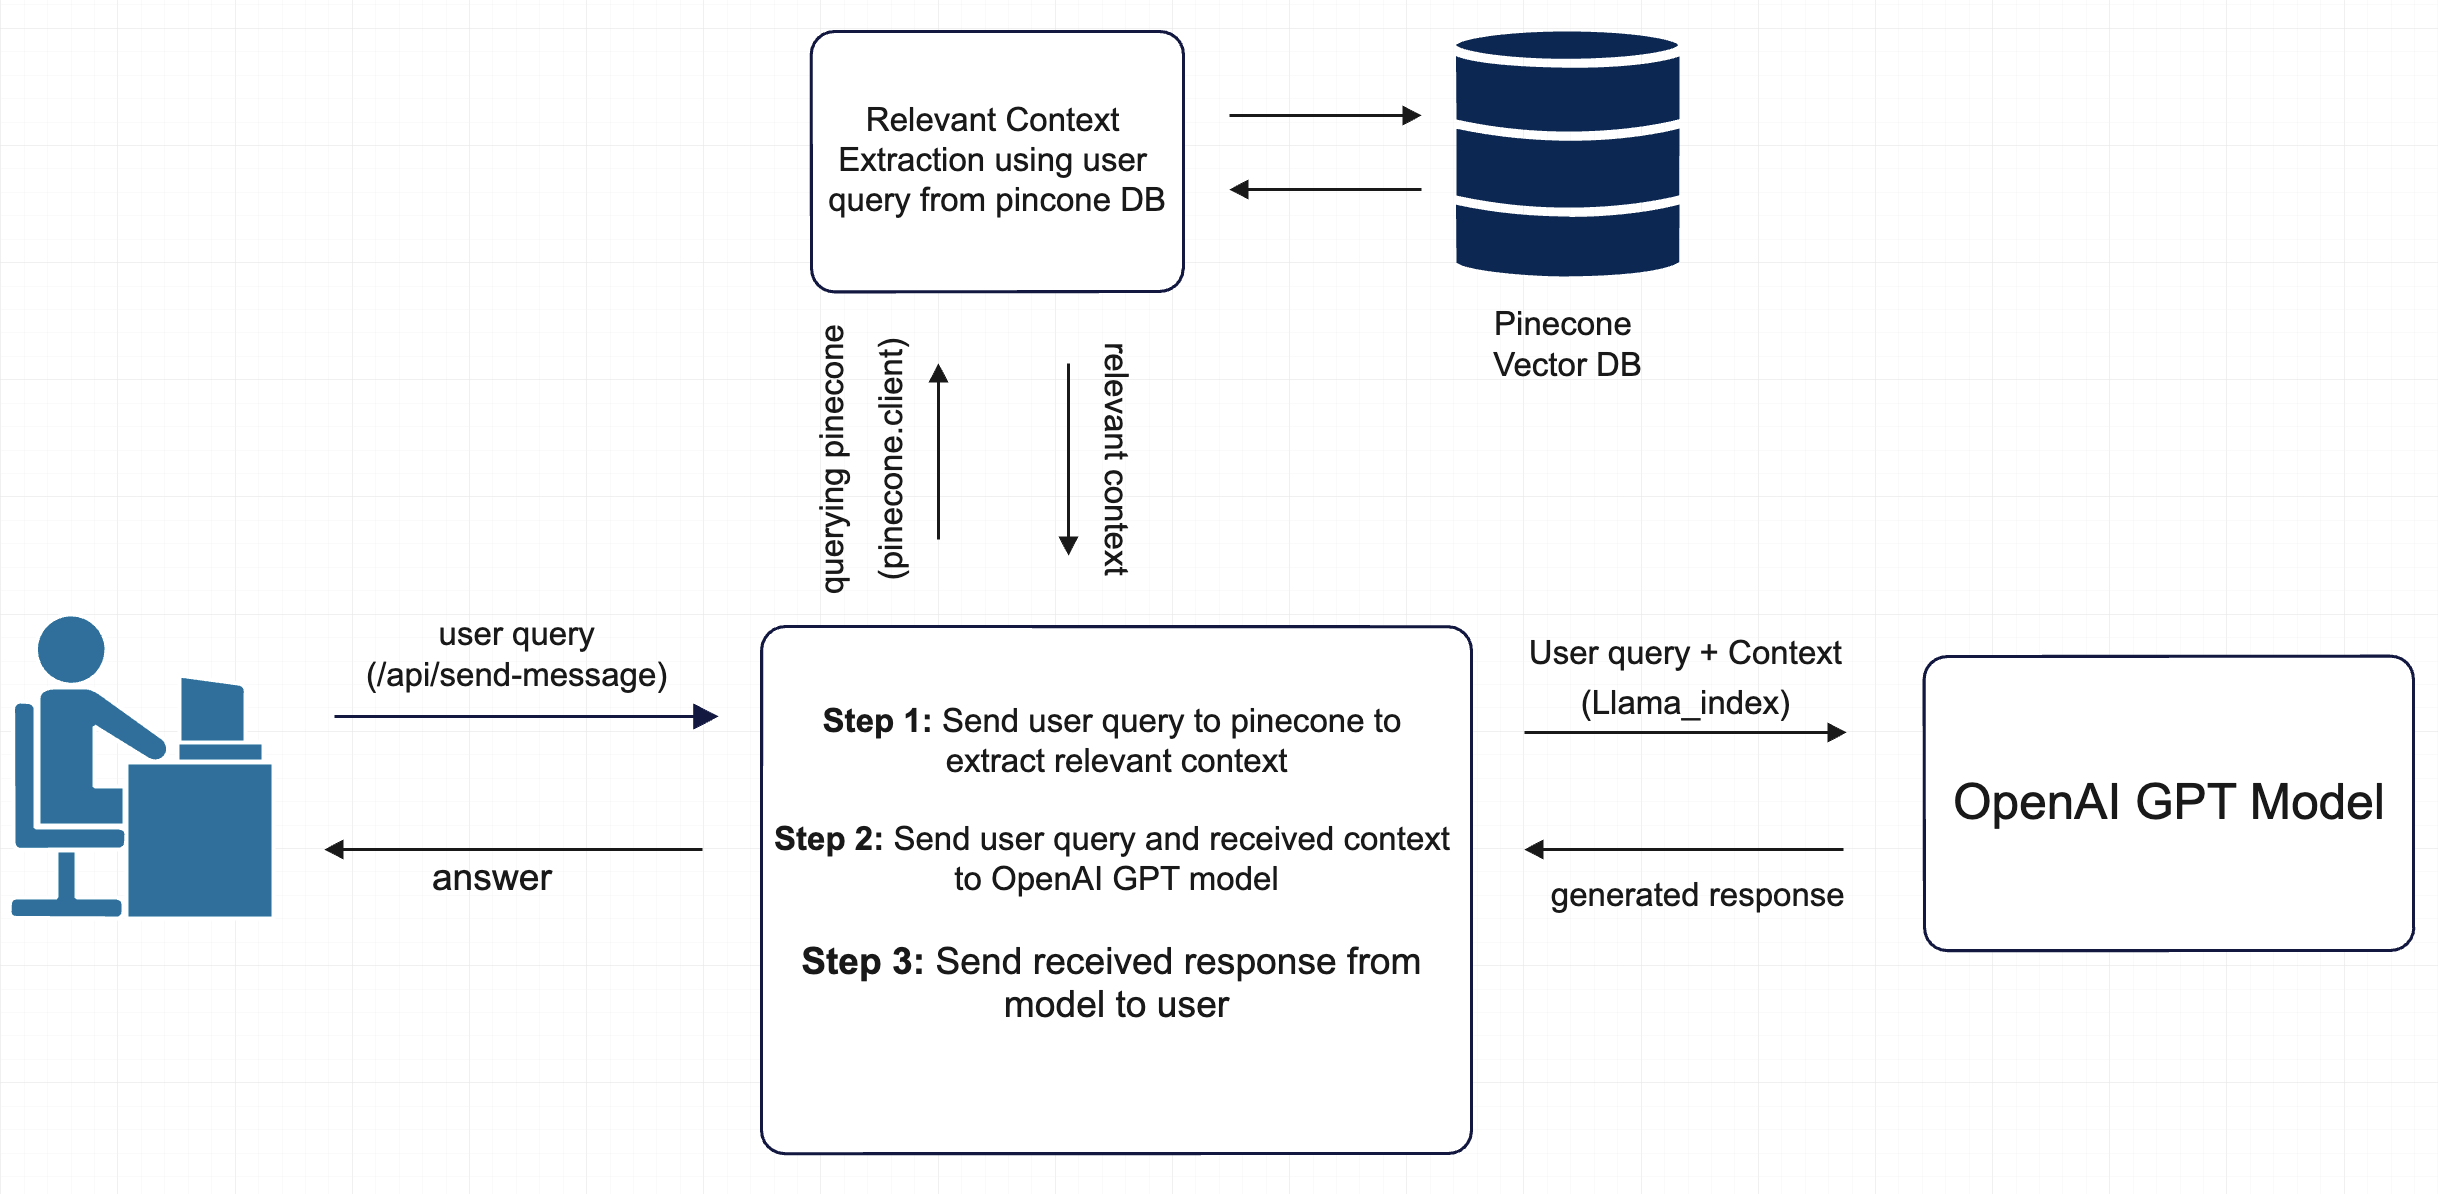 Relevant Context
Extraction using user
query from pincone DB
Pinecone
Vector DB
querying pinecone
(pinecone.client)
relevant context
user query
(/api/send-message)
answer
Step 1: Send user query to pinecone to
extract relevant context
Step 2: Send user query and received context
to OpenAI GPT model
Step 3: Send received response from
model to user
User query + Context
(Llama_index)
generated response
OpenAI GPT Model